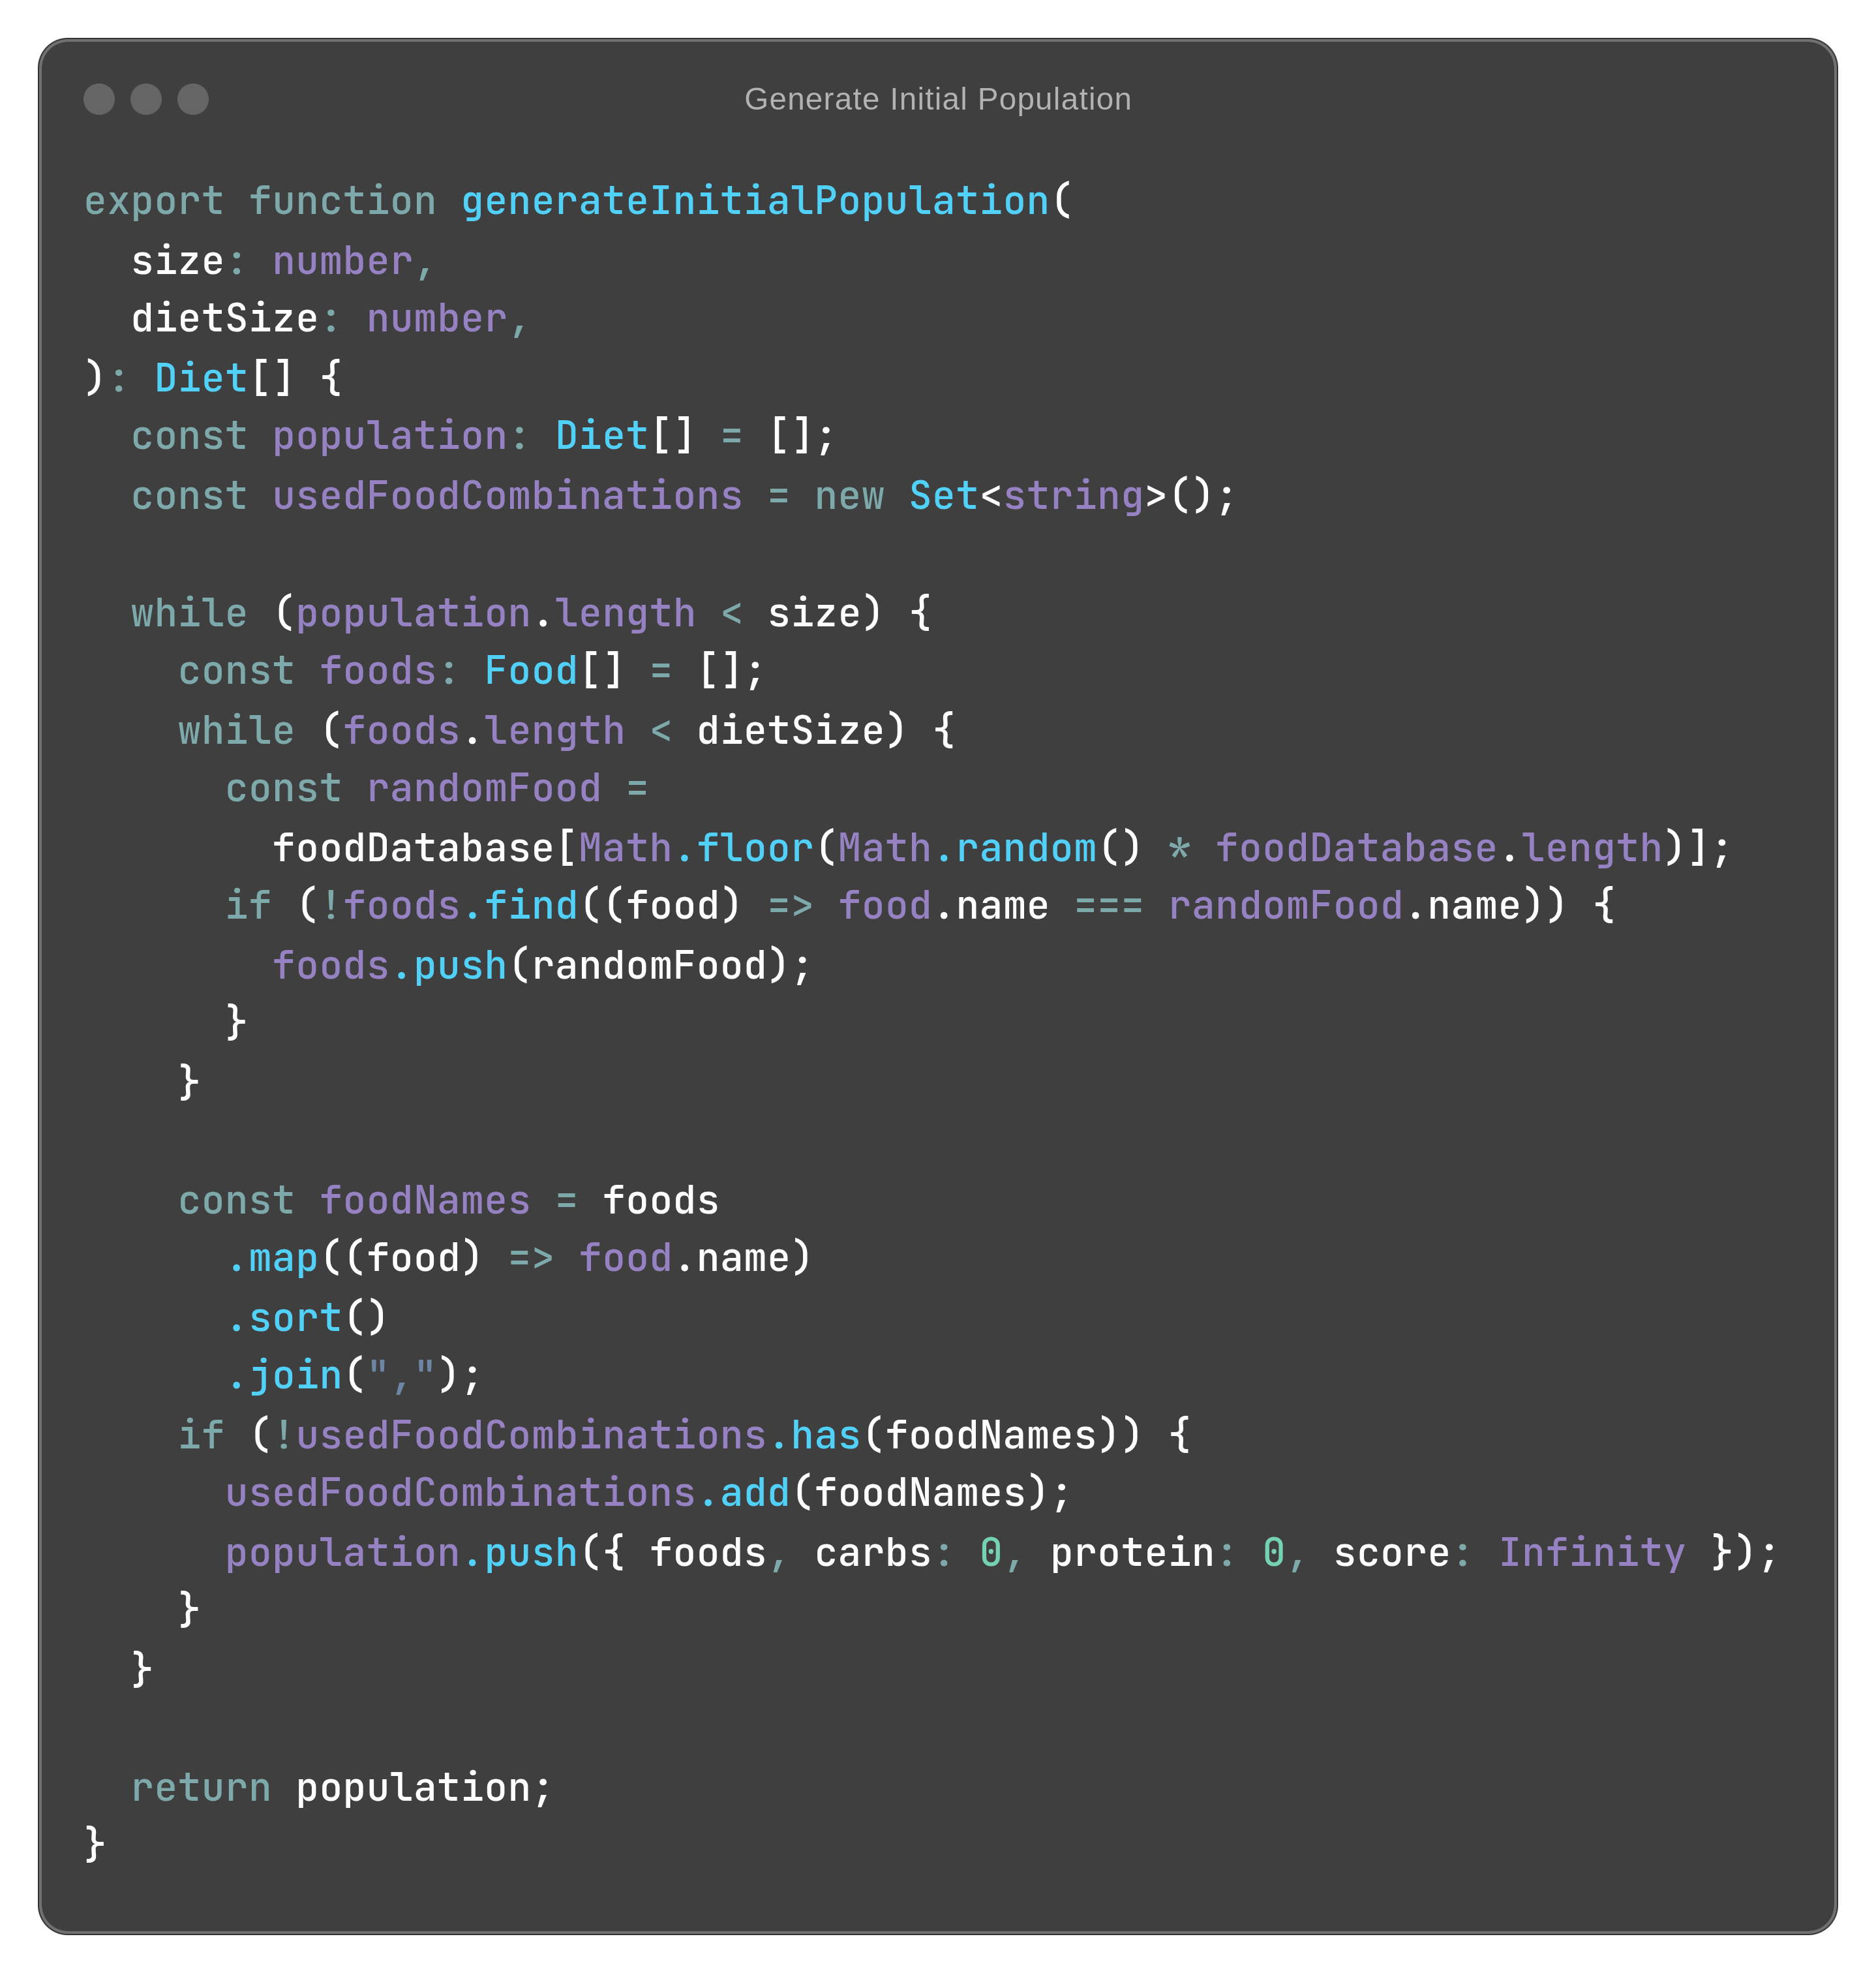 Generate Initial Population
export function generateInitialPopulation(
  size: number,
  dietSize: number,
): Diet[] {
  const population: Diet[] = [];
  const usedFoodCombinations = new Set<string>();

  while (population.length < size) {
    const foods: Food[] = [];
    while (foods.length < dietSize) {
      const randomFood =
        foodDatabase[Math.floor(Math.random() * foodDatabase.length)];
      if (!foods.find((food) => food.name === randomFood.name)) {
        foods.push(randomFood);
      }
    }

    const foodNames = foods
      .map((food) => food.name)
      .sort()
      .join(",");
    if (!usedFoodCombinations.has(foodNames)) {
      usedFoodCombinations.add(foodNames);
      population.push({ foods, carbs: 0, protein: 0, score: Infinity });
    }
  }

  return population;
}